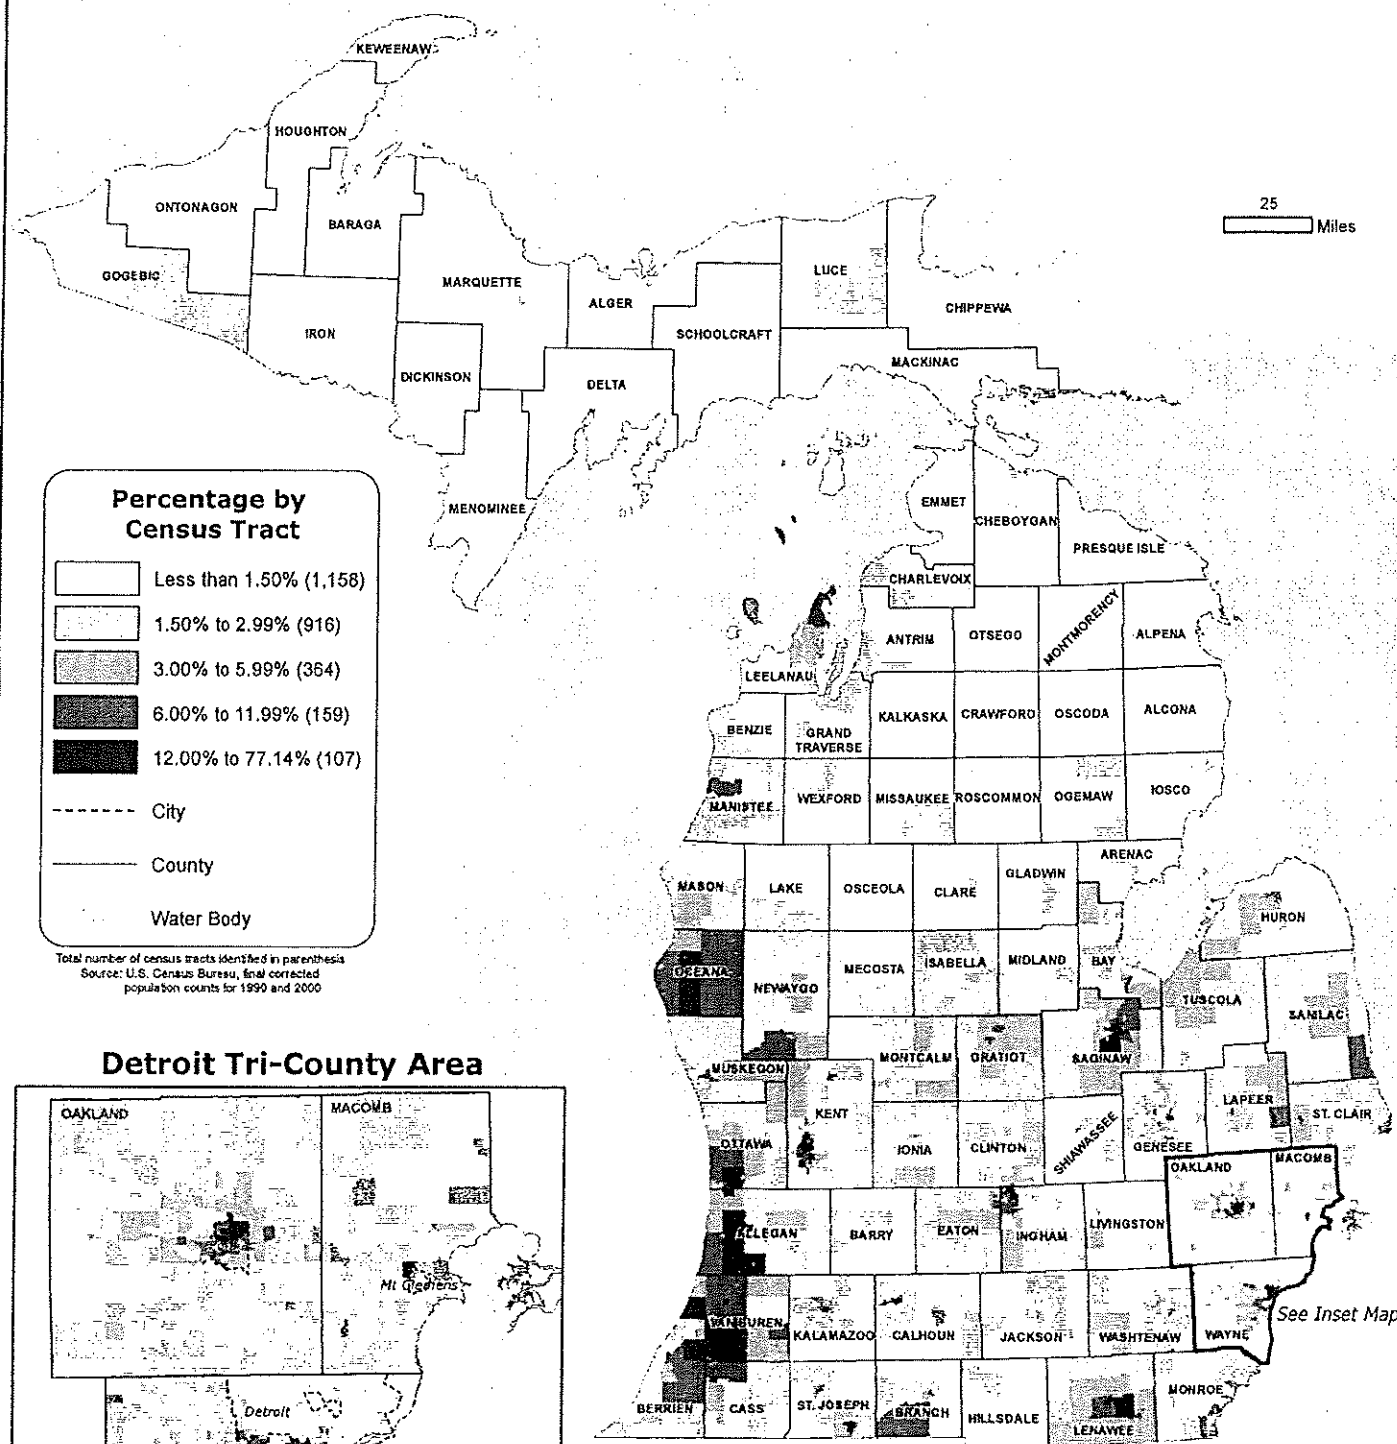 KEWEENAW
HOUGHTON
ONTONAGON
BARAGA
GOGEBIC
MARQUETTE
ALGER
LUCE
CHIPPEWA
IRON
SCHOOLCRAFT
MACKINAC
DICKINSON
DELTA
MENOMINEE
25
Miles
Percentage by
Census Tract
Less than 1.50% (1,158)
1.50% to 2.99% (916)
3.00% to 5.99% (364)
6.00% to 11.99% (159)
12.00% to 77.14% (107)
City
County
Water Body
Total number of census tracts identified in parenthesis
Source: U.S. Census Bureau, final corrected
population counts for 1990 and 2000
EMMET
CHEBOYGAN
PRESQUE ISLE
CHARLEVOIX
ANTRIM
OTSEGO
MONTMORENCY
ALPENA
LEELANAU
BENZIE
GRAND
TRAVERSE
KALKASKA
CRAWFORD
OSCODA
ALCONA
MANISTEE
WEXFORD
MISSAUKEE
ROSCOMMON
OGEMAW
IOSCO
ARENAC
MASON
LAKE
OSCEOLA
CLARE
GLADWIN
HURON
OCEANA
NEWAYGO
MECOSTA
ISABELLA
MIDLAND
BAY
TUSCOLA
SANILAC
MUSKEGON
MONTCALM
GRATIOT
SAGINAW
LAPEER
ST. CLAIR
KENT
OTTAWA
IONIA
CLINTON
SHIAWASSEE
GENESEE
OAKLAND
MACOMB
ALLEGAN
BARRY
EATON
INGHAM
LIVINGSTON
VAN BUREN
KALAMAZOO
CALHOUN
JACKSON
WASHTENAW
WAYNE
See Inset Map
BERRIEN
CASS
ST. JOSEPH
BRANCH
HILLSDALE
LENAWEE
MONROE
Detroit Tri-County Area
OAKLAND
MACOMB
Mt Clemens
Detroit